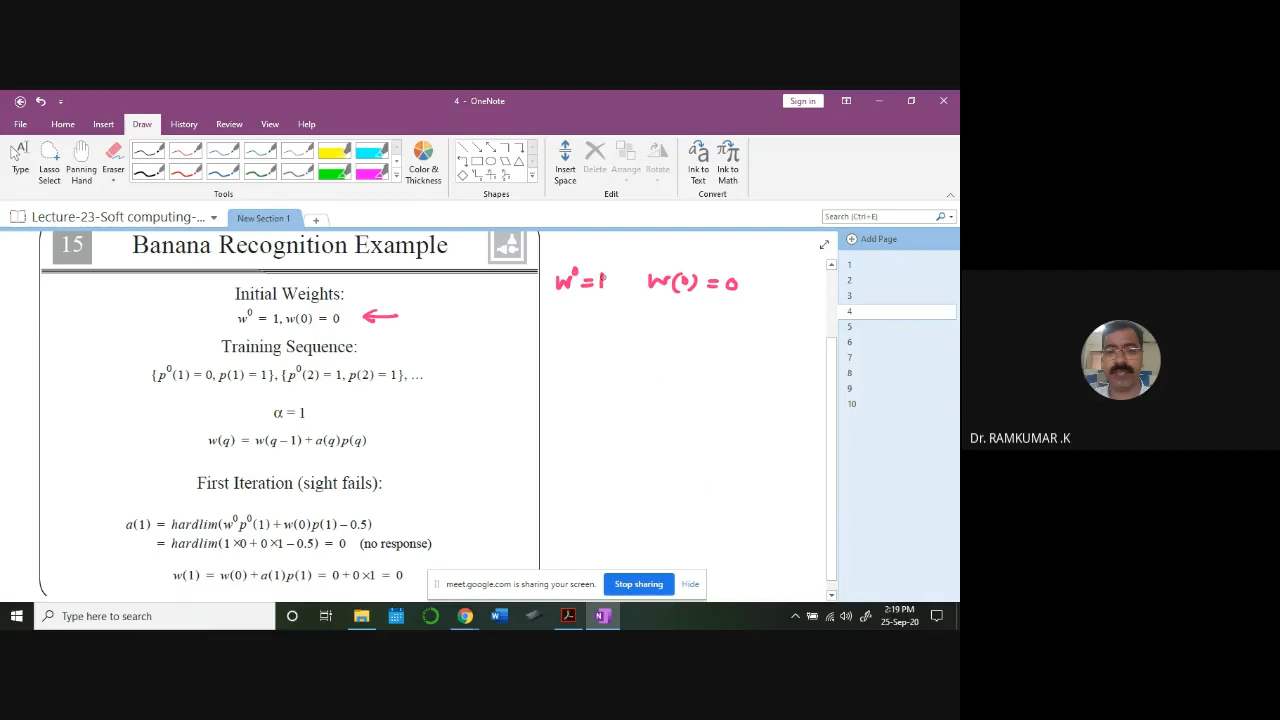 4 - OneNote
Sign in
File Home Insert Draw History Review View Help
Type
Lasso Select
Panning Hand
Eraser
Color & Thickness
Insert Space
Delete
Arrange
Rotate
Ink to Text
Ink to Math
Tools
Shapes
Edit
Convert
Lecture-23-Soft computing-...
New Section 1
Search (Ctrl+E)
15 Banana Recognition Example
Initial Weights:
w⁰ = 1, w(0) = 0
Training Sequence:
{p⁰(1) = 0, p(1) = 1}, {p⁰(2) = 1, p(2) = 1}, …
α = 1
w(q) = w(q – 1) + a(q)p(q)
First Iteration (sight fails):
a(1) = hardlim(w⁰p⁰(1) + w(0)p(1) – 0.5)
= hardlim(1×0 + 0×1 – 0.5) = 0 (no response)
w(1) = w(0) + a(1)p(1) = 0 + 0×1 = 0
w⁰ = 1 w(0) = 0
Add Page
1
2
3
4
5
6
7
8
9
10
meet.google.com is sharing your screen.
Stop sharing
Hide
Type here to search
2:19 PM
25-Sep-20
Dr. RAMKUMAR .K